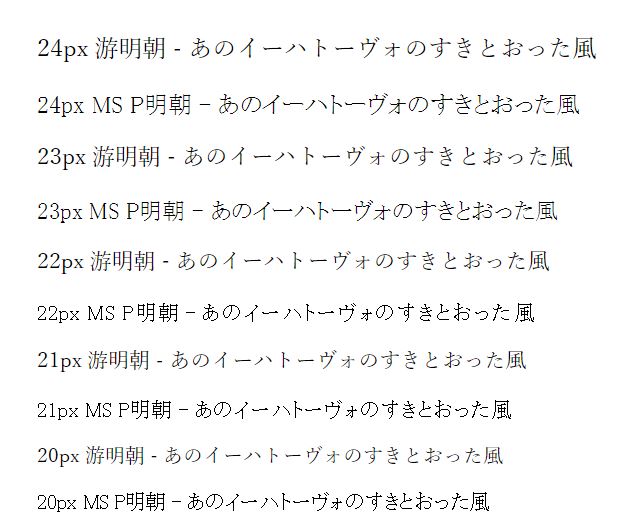 24px 游明朝 - あのイーハトーヴォのすきとおった風
24px MS P明朝 - あのイーハトーヴォのすきとおった風
23px 游明朝 - あのイーハトーヴォのすきとおった風
23px MS P明朝 - あのイーハトーヴォのすきとおった風
22px 游明朝 - あのイーハトーヴォのすきとおった風
22px MS P明朝 - あのイーハトーヴォのすきとおった風
21px 游明朝 - あのイーハトーヴォのすきとおった風
21px MS P明朝 - あのイーハトーヴォのすきとおった風
20px 游明朝 - あのイーハトーヴォのすきとおった風
20px MS P明朝 - あのイーハトーヴォのすきとおった風